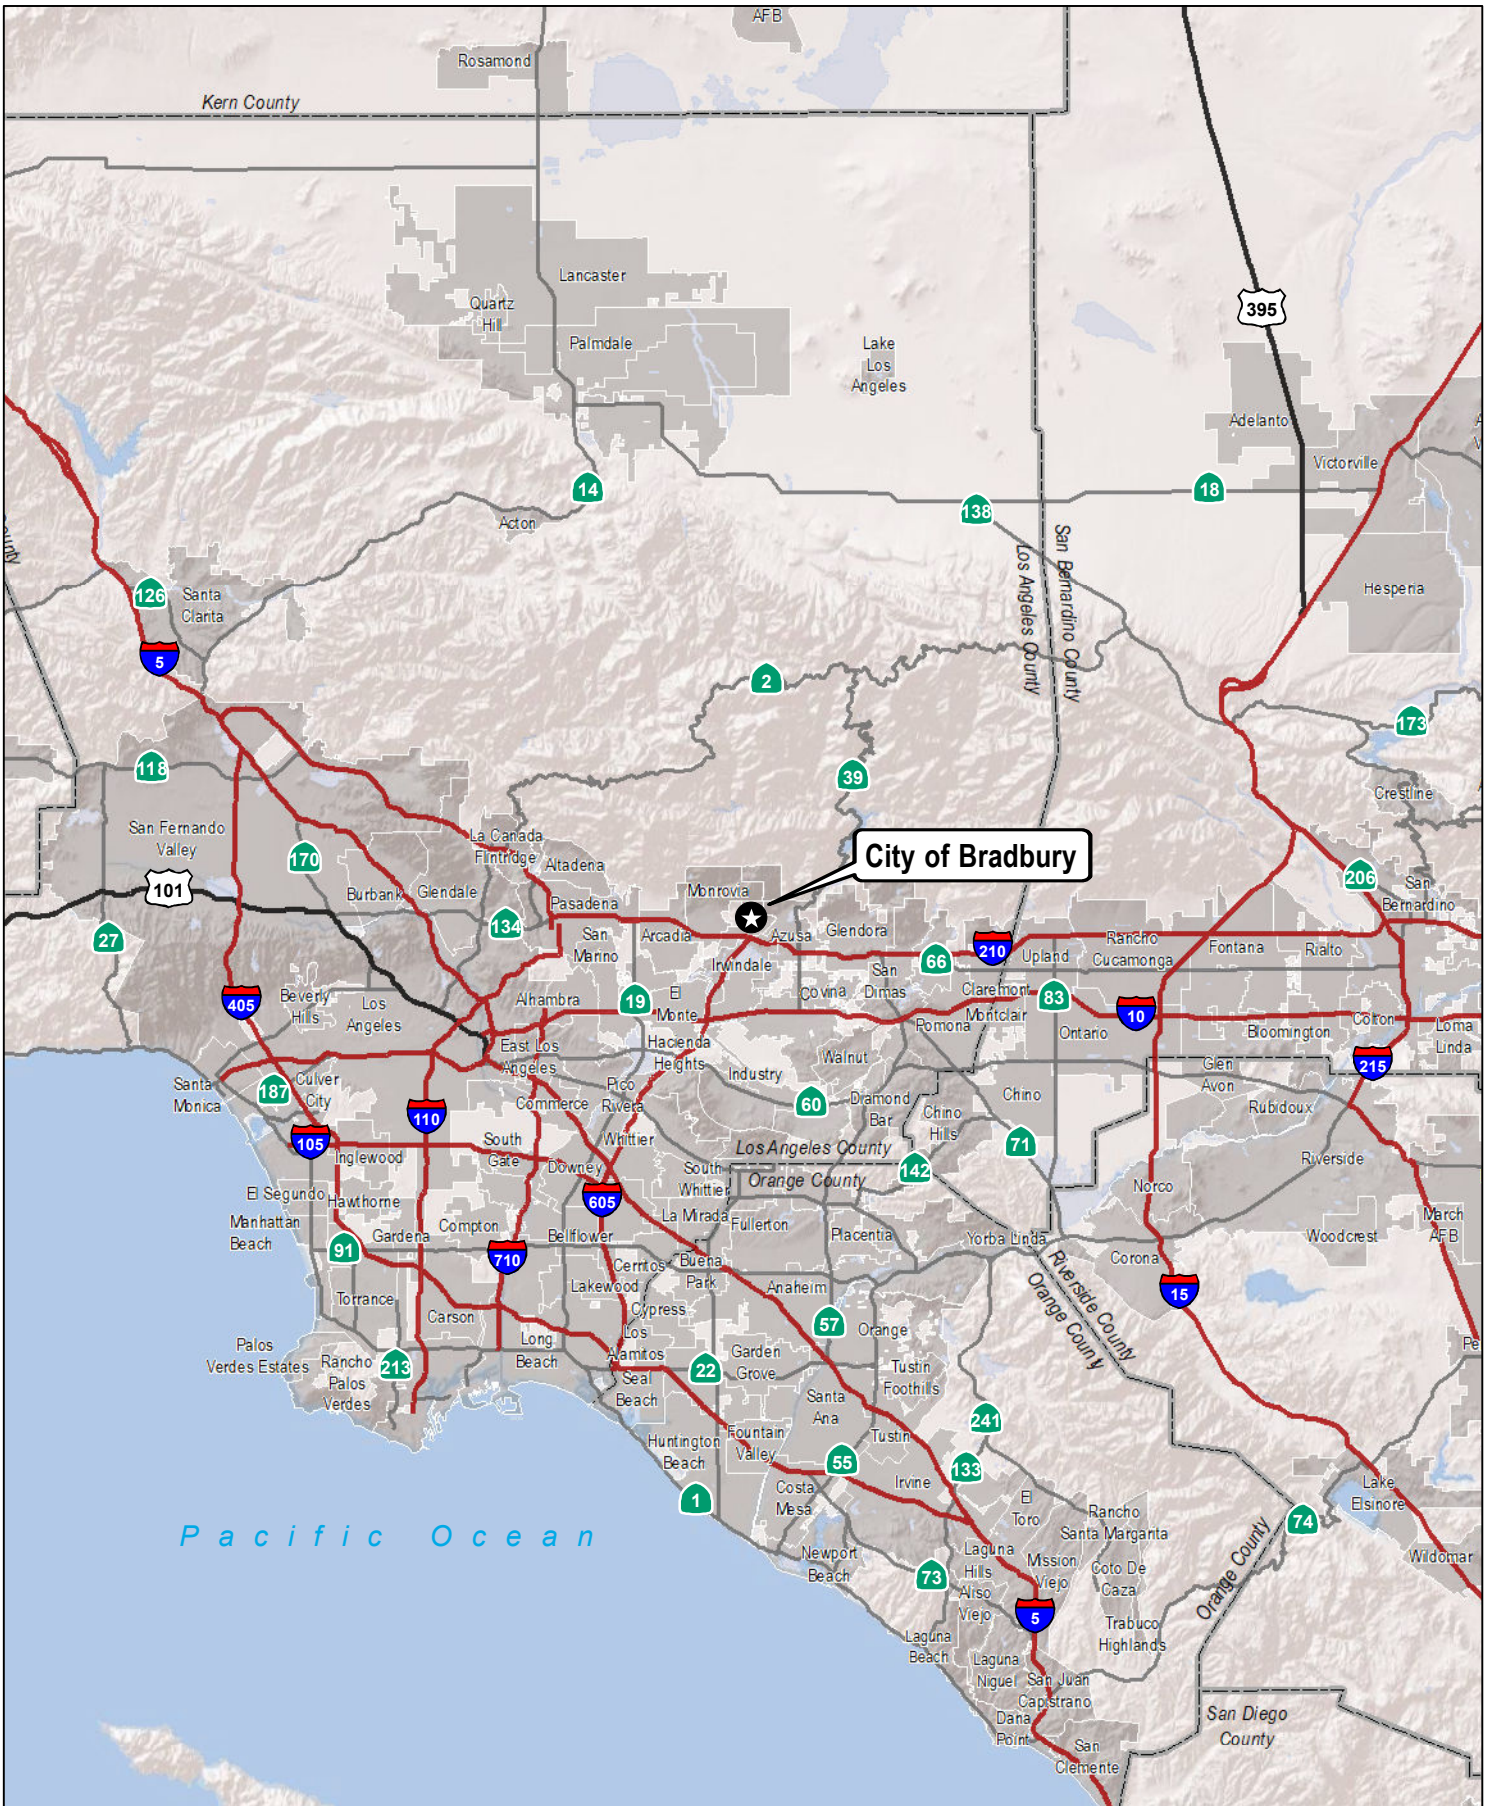 AFB
Rosamond
Kern County
Lancaster
Quartz
Hill
395
Palmdale
Lake
Los
Angeles
Adelanto
Victorville
14
18
138
Acton
San Bernardino County
Los Angeles County
Hesperia
126
Santa
Clarita
5
2
173
118
39
Crestline
San Fernando
Valley
La Canada
Flintridge
170
Altadena
City of Bradbury
101
Burbank
Glendale
Monrovia
206
San
Bernardino
Pasadena
134
27
San
Marino
Arcadia
Azusa
Glendora
Irwindale
66
210
Upland
Rancho
Cucamonga
Fontana
Rialto
San
Dimas
405
Beverly
Hills
Los
Angeles
Alhambra
19
El
Monte
Covina
Claremont
Montclair
83
10
Pomona
Ontario
Bloomington
Colton
Loma
Linda
East Los
Angeles
Hacienda
Heights
Industry
Walnut
Glen
Avon
215
Santa
Monica
187
Culver
City
110
Commerce
Pico
Rivera
60
Diamond
Bar
Chino
Hills
Chino
Rubidoux
105
Inglewood
South
Gate
Whittier
Los Angeles County
71
Downey
South
Whittier
Orange County
142
Riverside
El Segundo
Hawthorne
605
Norco
Manhattan
Beach
Compton
La Mirada
Fullerton
March
AFB
91
Gardena
Bellflower
Placentia
Yorba Linda
Woodcrest
710
Cerritos
Buena
Park
Corona
Riverside County
Orange County
Lakewood
Anaheim
15
Torrance
Carson
Cypress
57
Orange
Palos
Verdes Estates
Long
Beach
Los
Alamitos
Garden
Grove
Pe
Rancho
Palos
Verdes
213
22
Tustin
Foothills
Seal
Beach
Santa
Ana
241
Huntington
Beach
Fountain
Valley
Tustin
55
133
Irvine
Costa
Mesa
El
Toro
Lake
Elsinore
1
Rancho
Santa Margarita
74
Pacific Ocean
Newport
Beach
Laguna
Hills
Mission
Viejo
Coto De
Caza
Orange County
Wildomar
73
Aliso
Viejo
5
Trabuco
Highlands
Laguna
Beach
Laguna
Niguel
San Juan
Capistrano
Dana
Point
San Diego
County
San
Clemente